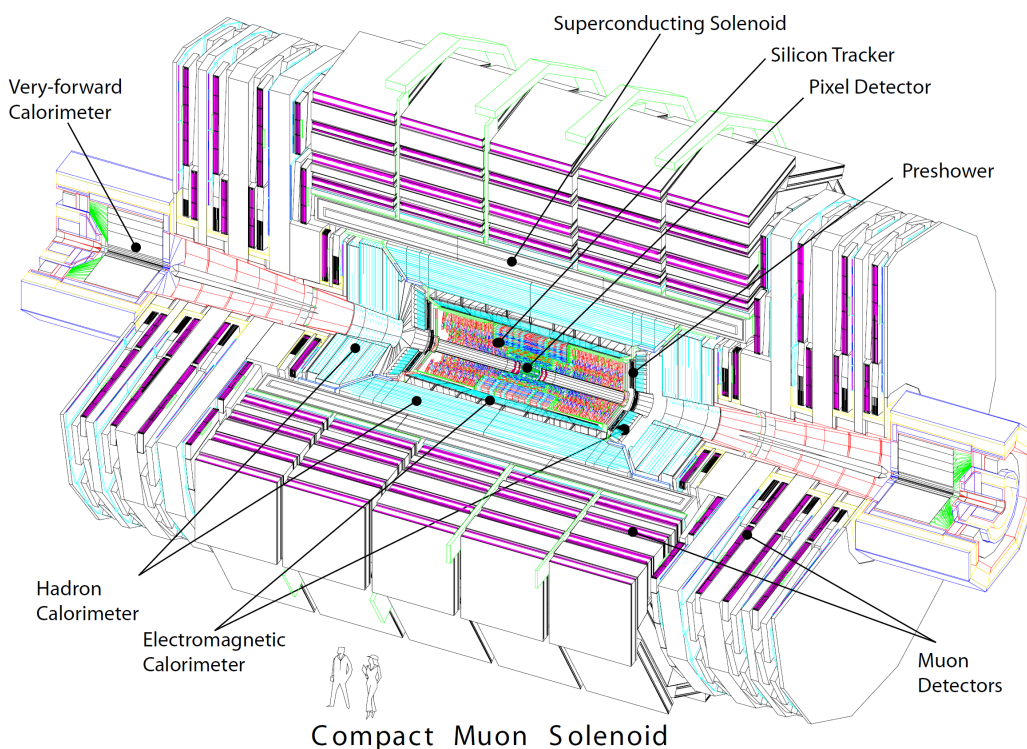 Superconducting Solenoid
Silicon Tracker
Pixel Detector
Very-forward
Calorimeter
Preshower
Hadron
Calorimeter
Electromagnetic
Calorimeter
Muon
Detectors
Compact Muon Solenoid